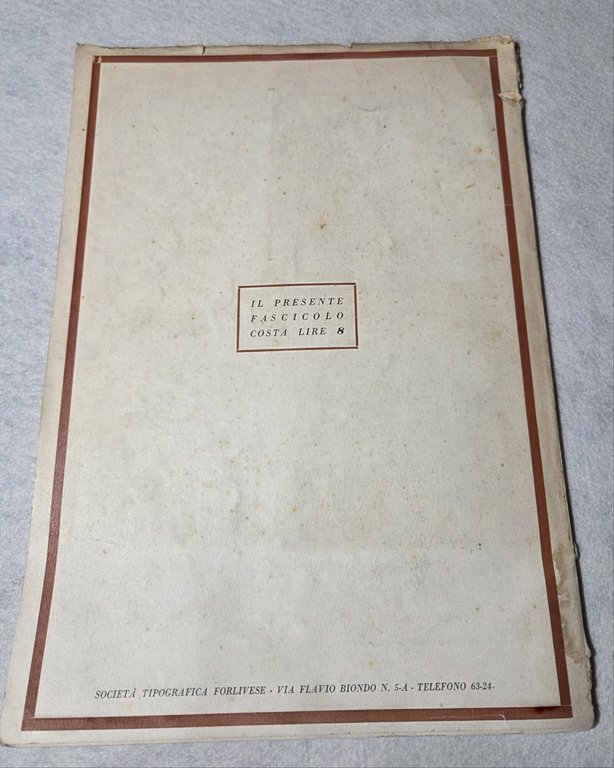 IL PRESENTE
FASCICOLO
COSTA LIRE 8
SOCIETÀ TIPOGRAFICA FORLIVESE - VIA FLAVIO BIONDO N. 5-A - TELEFONO 63-24-